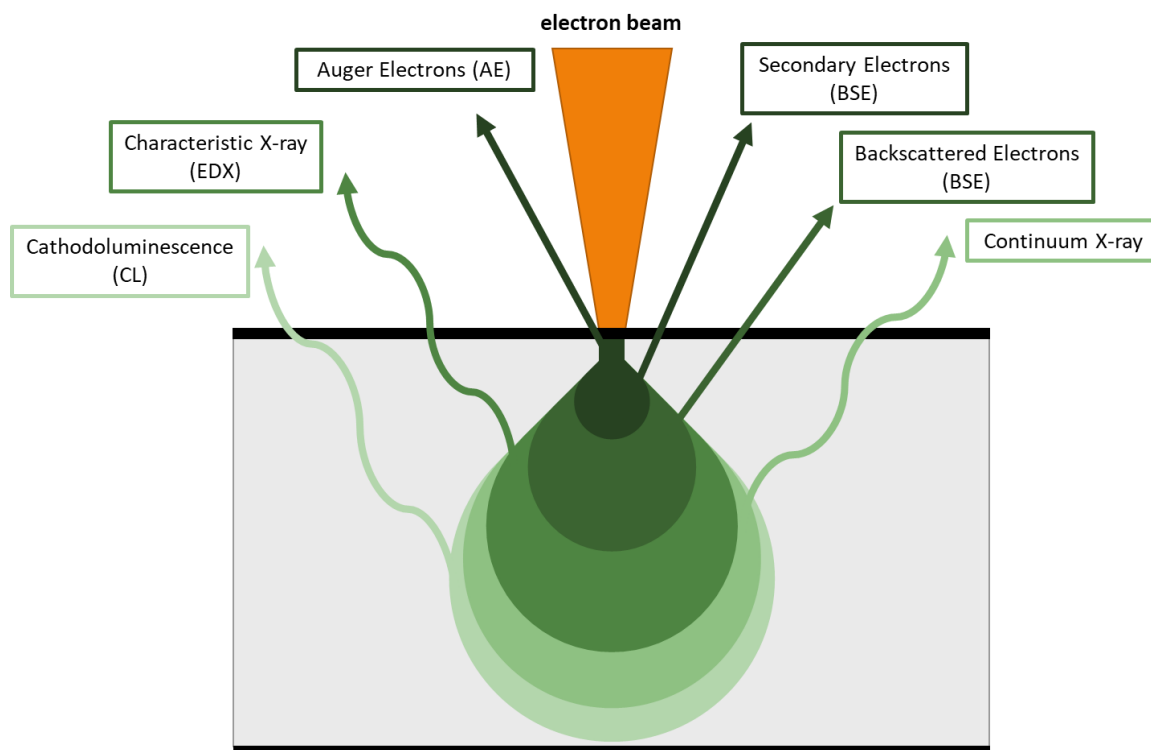 electron beam
Auger Electrons (AE)
Secondary Electrons
(BSE)
Characteristic X-ray
(EDX)
Backscattered Electrons
(BSE)
Cathodoluminescence
(CL)
Continuum X-ray